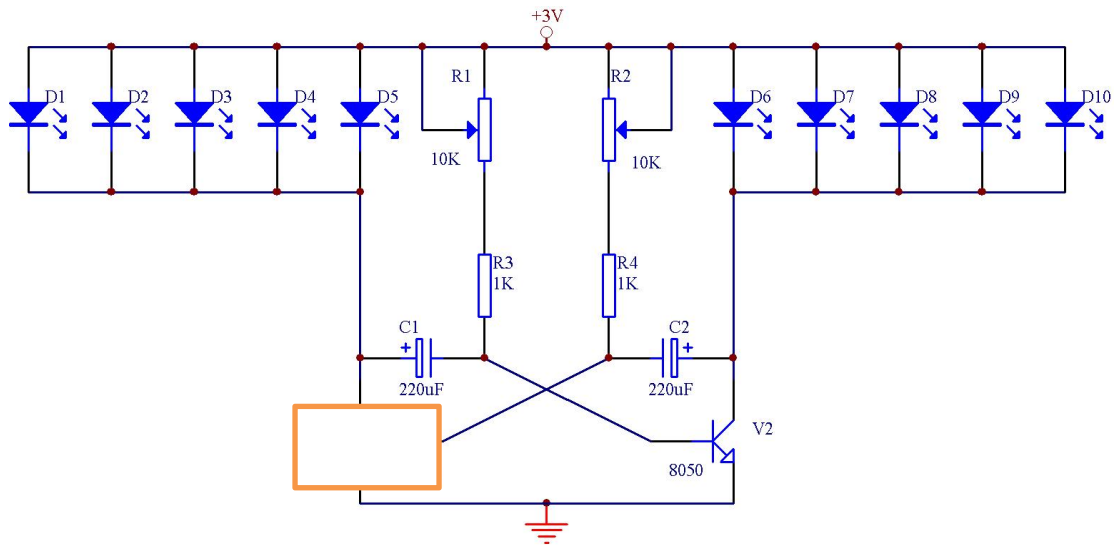 +3V
D1
D2
D3
D4
D5
R1
10K
R2
10K
D6
D7
D8
D9
D10
R3
1K
R4
1K
C1
+
220uF
C2
+
220uF
V2
8050